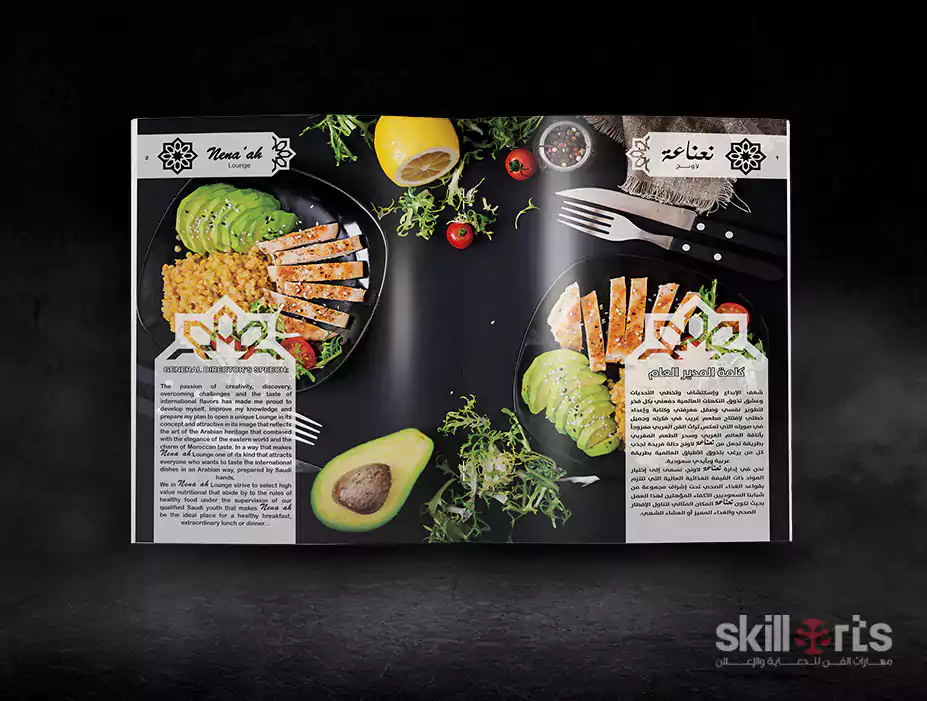 2
Nena'ah
Lounge
GENERAL DIRECTOR'S SPEECH:
The passion of creativity, discovery,
overcoming challenges and the taste of
international flavors has made me proud to
develop myself, improve my knowledge and
prepare my plan to open a unique Lounge in its
concept and attractive in its image that reflects
the art of the Arabian heritage that combined
with the elegance of the eastern world and the
charm of Moroccan taste. In a way that makes
Nena'ah Lounge one of its kind that attracts
everyone who wants to taste the international
dishes in an Arabian way, prepared by Saudi
hands.
We in Nena ah Lounge strive to select high
value nutritional that abide by to the rules of
healthy food under the supervision of our
qualified Saudi youth that makes Nena ah
be the ideal place for a healthy breakfast,
extraordinary lunch or dinner...
1
نعناعة
لاونج
كلمة المدير العام
شغف الإبداع وإستكشاف وتخطي التحديات
وعشق تذوق النكهات العالمية دفعني بكل فخر
لتطوير نفسي وصقل معرفتي وكتابة وإعداد
خطتي لإفتتاح مطعم غريب في فكرته وجميل
في صورته التي تعكس تراث الفن العربي ممزوجاً
بأناقة العالم العربي وسحر الطعم المغربي
بطريقة تجعل من نعناعة لاونج حالة فريدة تجذب
كل من يرغب بتذوق الأطباق العالمية بطريقة
عربية وبأيدي سعودية.
نحن في إدارة نعناعة لاونج نسعى إلى إختيار
المواد ذات القيمة الغذائية العالية التي تلتزم
بقواعد الغذاء الصحي تحت إشراف مجموعة من
شبابنا السعوديين الأكفاء المؤهلين لهذا العمل
بحيث تكون نعناعة المكان المثالي لتناول الإفطار
الصحي والغداء المميز أو العشاء الشهي.
skillarts
مهارات الفن للدعاية والإعلان